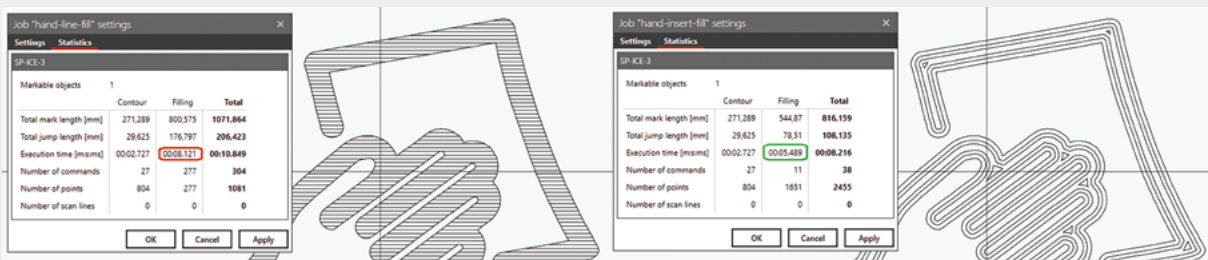 Job "hand-line-fill" settings ×
Settings Statistics
SP-ICE-3
Markable objects 1
Contour Filling Total
Total mark length [mm] 271,289 800,575 1071,864
Total jump length [mm] 29,625 176,797 206,423
Execution time [m:s:ms] 00:02.727 00:08.121 00:10.849
Number of commands 27 277 304
Number of points 804 277 1081
Number of scan lines 0 0 0
OK Cancel Apply
Job "hand-insert-fill" settings ×
Settings Statistics
SP-ICE-3
Markable objects 1
Contour Filling Total
Total mark length [mm] 271,289 544,87 816,159
Total jump length [mm] 29,625 78,51 108,135
Execution time [m:s:ms] 00:02.727 00:05.489 00:08.216
Number of commands 27 11 38
Number of points 804 1651 2455
Number of scan lines 0 0 0
OK Cancel Apply